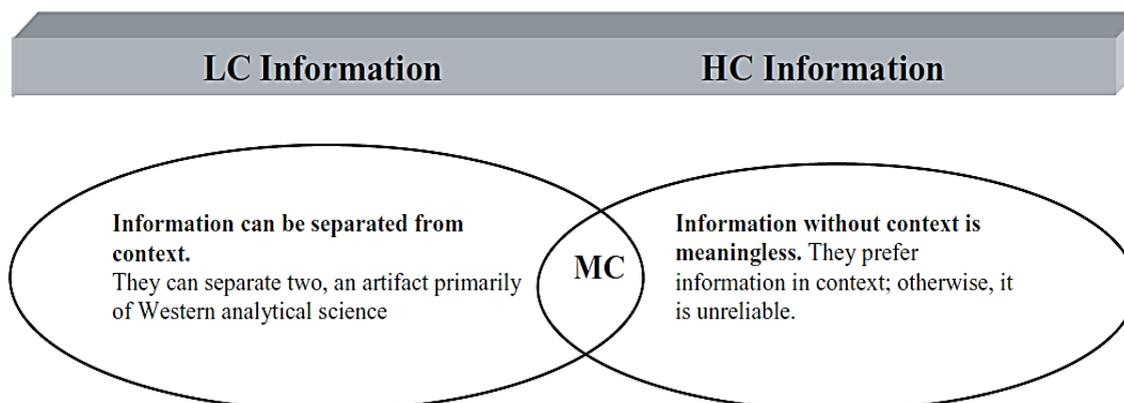 LC Information
HC Information
Information can be separated from
context.
They can separate two, an artifact primarily
of Western analytical science
MC
Information without context is
meaningless. They prefer
information in context; otherwise, it
is unreliable.